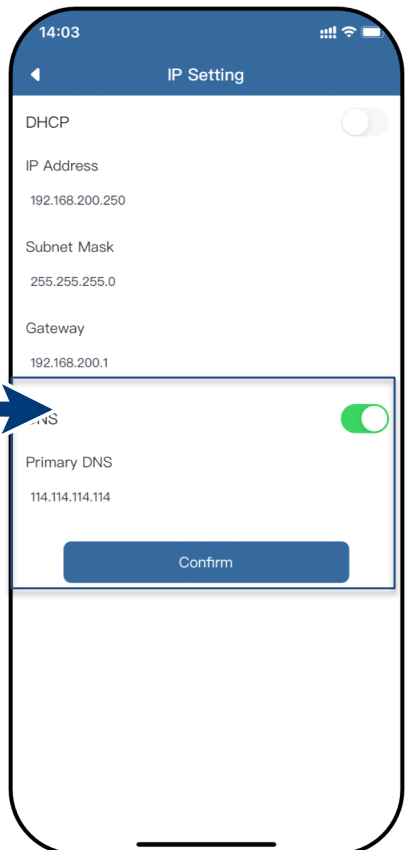 14:03
IP Setting
DHCP
IP Address
192.168.200.250
Subnet Mask
255.255.255.0
Gateway
192.168.200.1
Primary DNS
114.114.114.114
Confirm